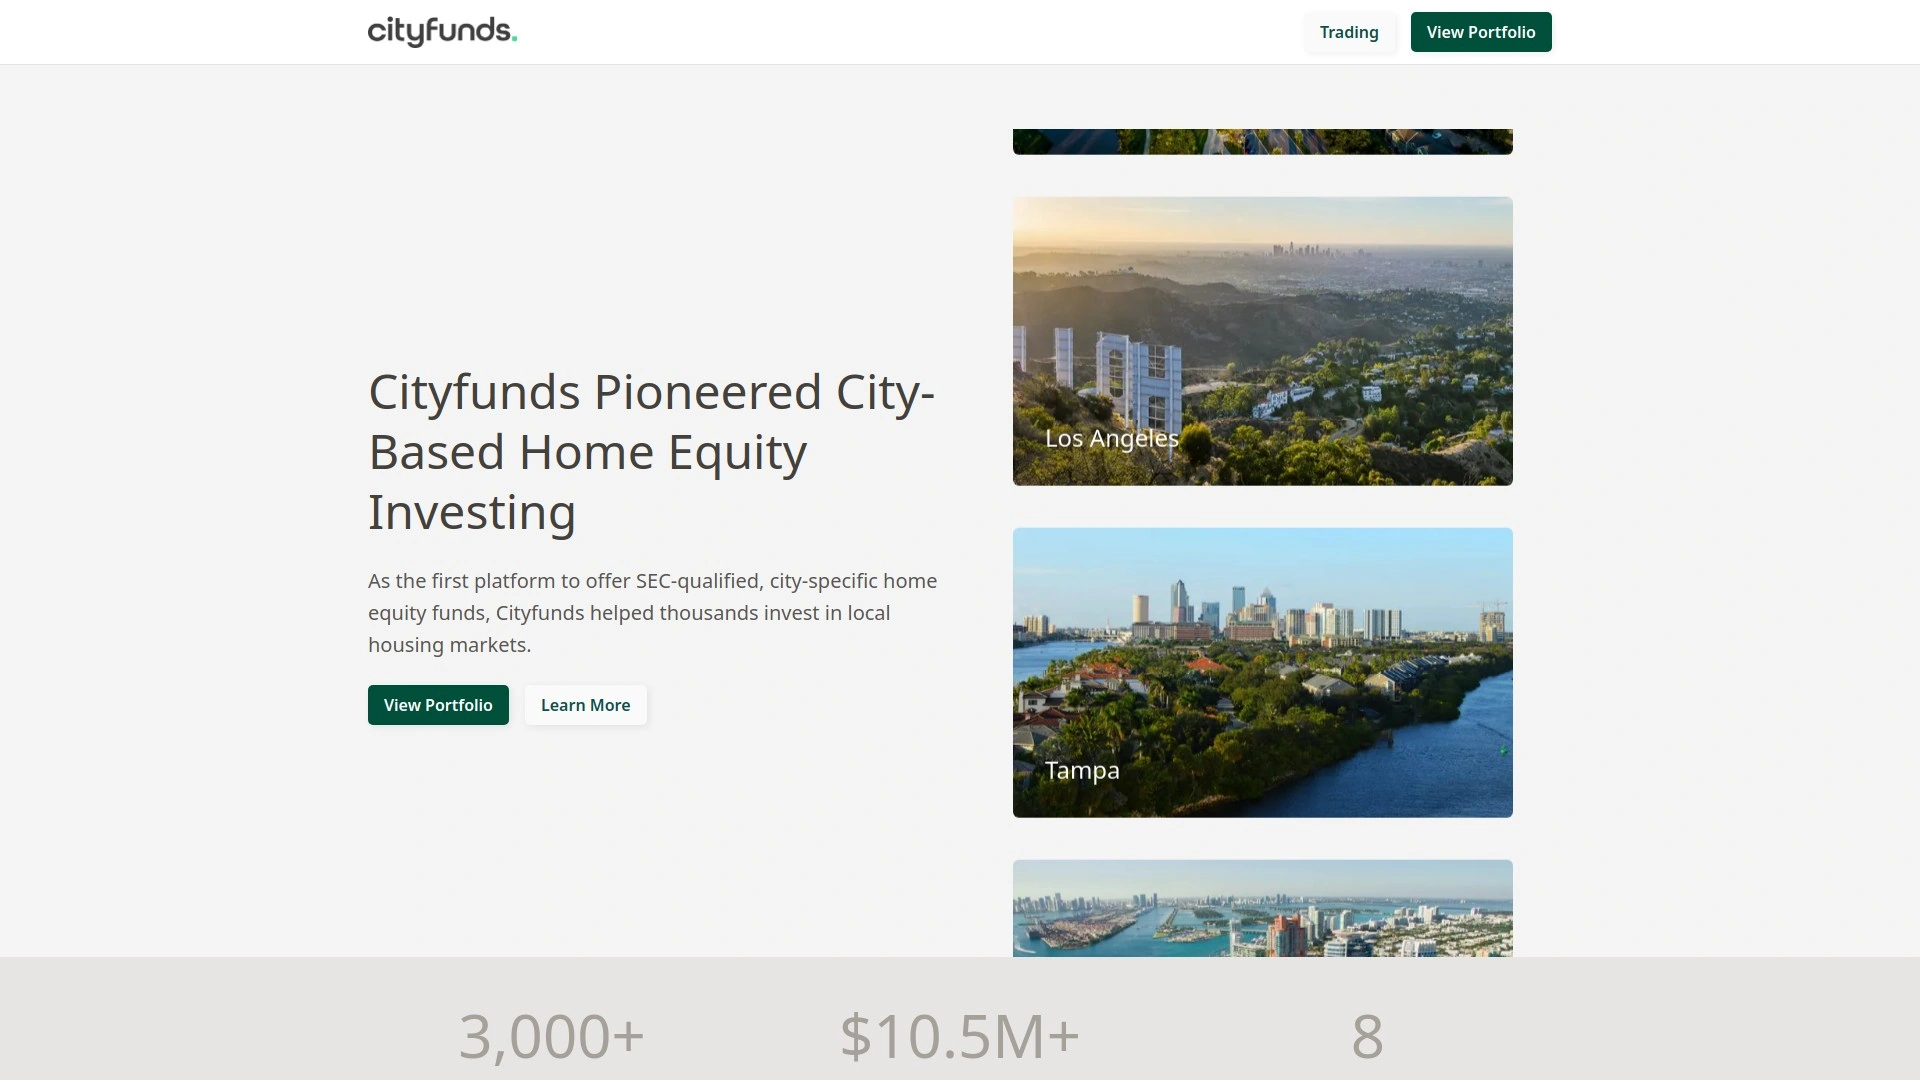 cityfunds.
Trading
View Portfolio
Cityfunds Pioneered City-
Based Home Equity
Investing
As the first platform to offer SEC-qualified, city-specific home
equity funds, Cityfunds helped thousands invest in local
housing markets.
View Portfolio
Learn More
Los Angeles
Tampa
3,000+
$10.5M+
8